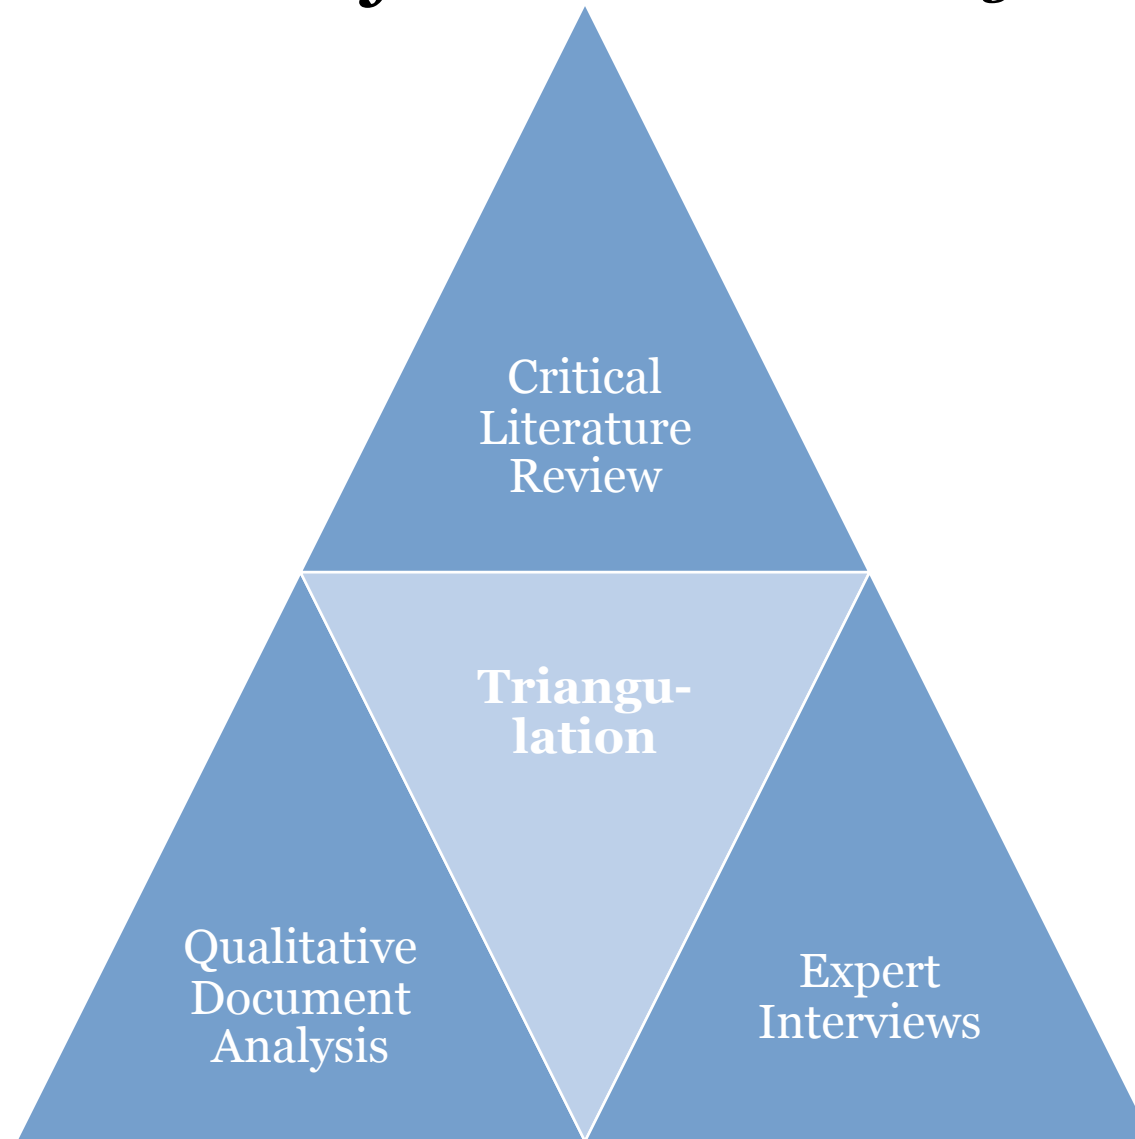 Critical
Literature
Review
Triangu-
lation
Qualitative
Document
Analysis
Expert
Interviews